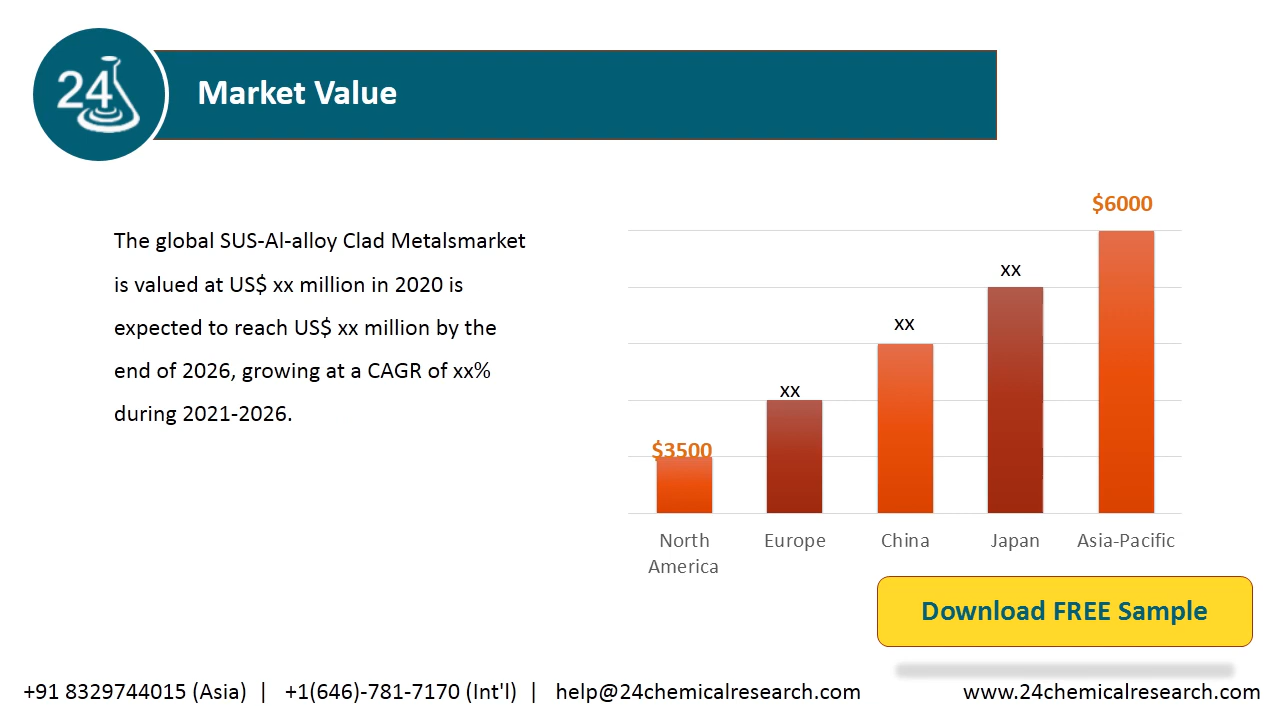 24
Market Value
The global SUS-Al-alloy Clad Metalsmarket
is valued at US$ xx million in 2020 is
expected to reach US$ xx million by the
end of 2026, growing at a CAGR of xx%
during 2021-2026.
$3500
xx
xx
xx
$6000
North
America
Europe
China
Japan
Asia-Pacific
Download FREE Sample
+91 8329744015 (Asia) | +1(646)-781-7170 (Int'l) | help@24chemicalresearch.com
www.24chemicalresearch.com